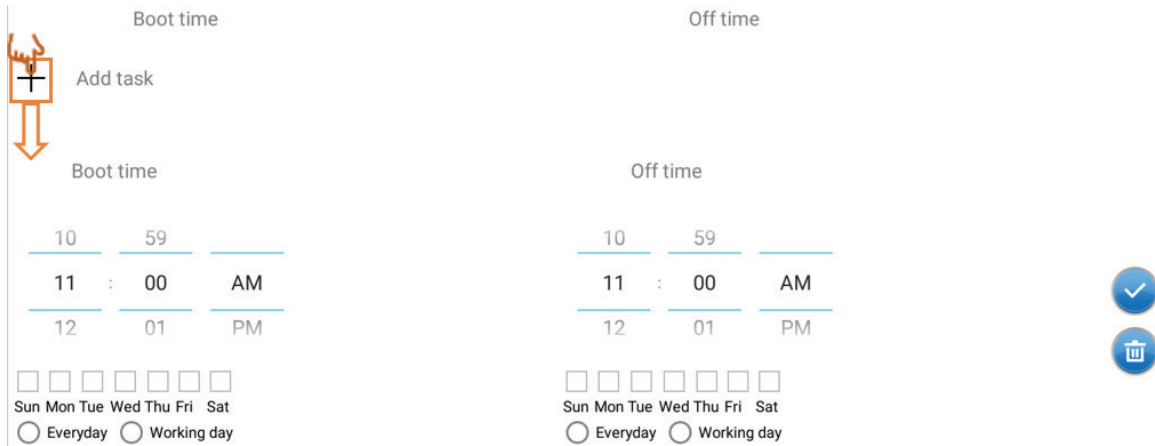 Boot time Off time
Add task
Boot time Off time
10 59 10 59
11 : 00 AM 11 : 00 AM
12 01 PM 12 01 PM
Sun Mon Tue Wed Thu Fri Sat Sun Mon Tue Wed Thu Fri Sat
Everyday Working day Everyday Working day